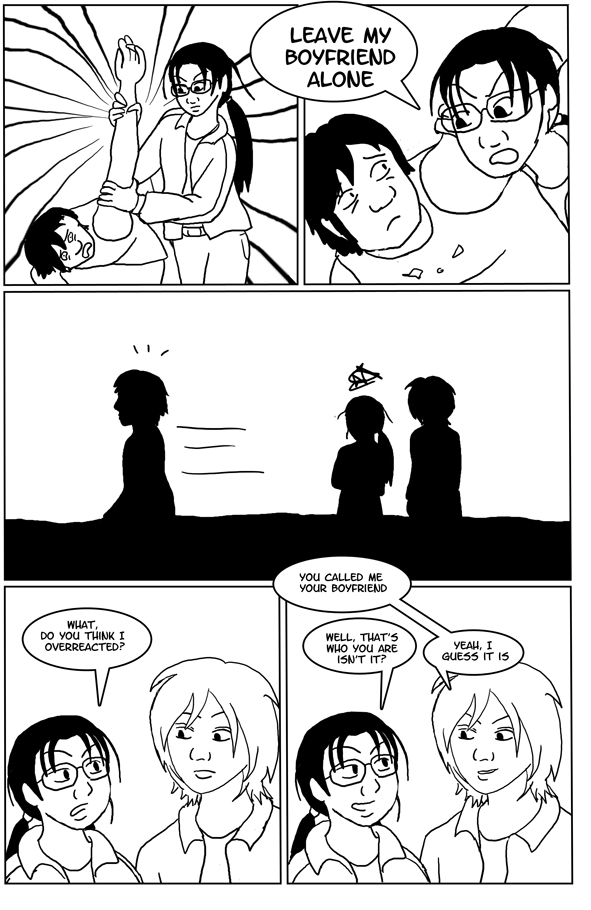 LEAVE MY
BOYFRIEND
ALONE
WHAT,
DO YOU THINK I
OVERREACTED?
YOU CALLED ME
YOUR BOYFRIEND
WELL, THAT'S
WHO YOU ARE
ISN'T IT?
YEAH, I
GUESS IT IS